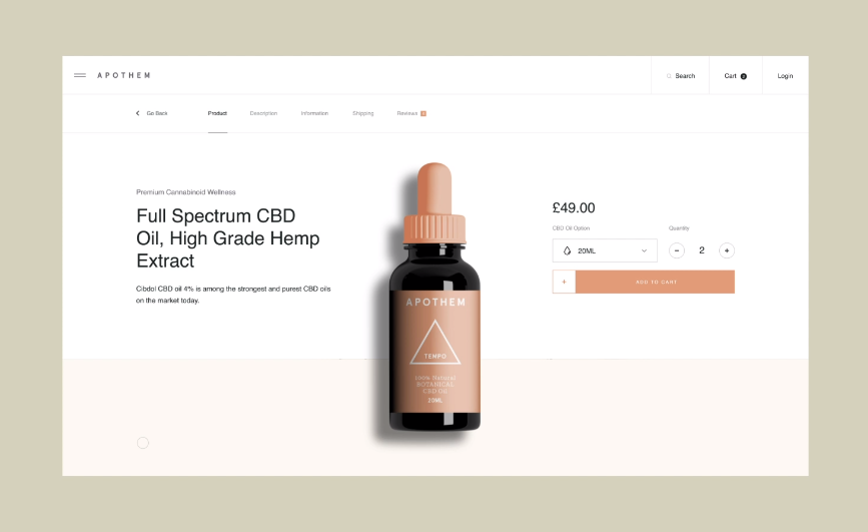 APOTHEM
Search
Cart 2
Login
Go Back
Product
Description
Information
Shipping
Reviews
Premium Cannabinoid Wellness
Full Spectrum CBD
Oil, High Grade Hemp
Extract
Cibdol CBD oil 4% is among the strongest and purest CBD oils
on the market today.
APOTHEM
TEMPO
100% Natural
BOTANICAL
CBD OIL
20ML
£49.00
CBD Oil Option
Quantity
20ML
2
ADD TO CART